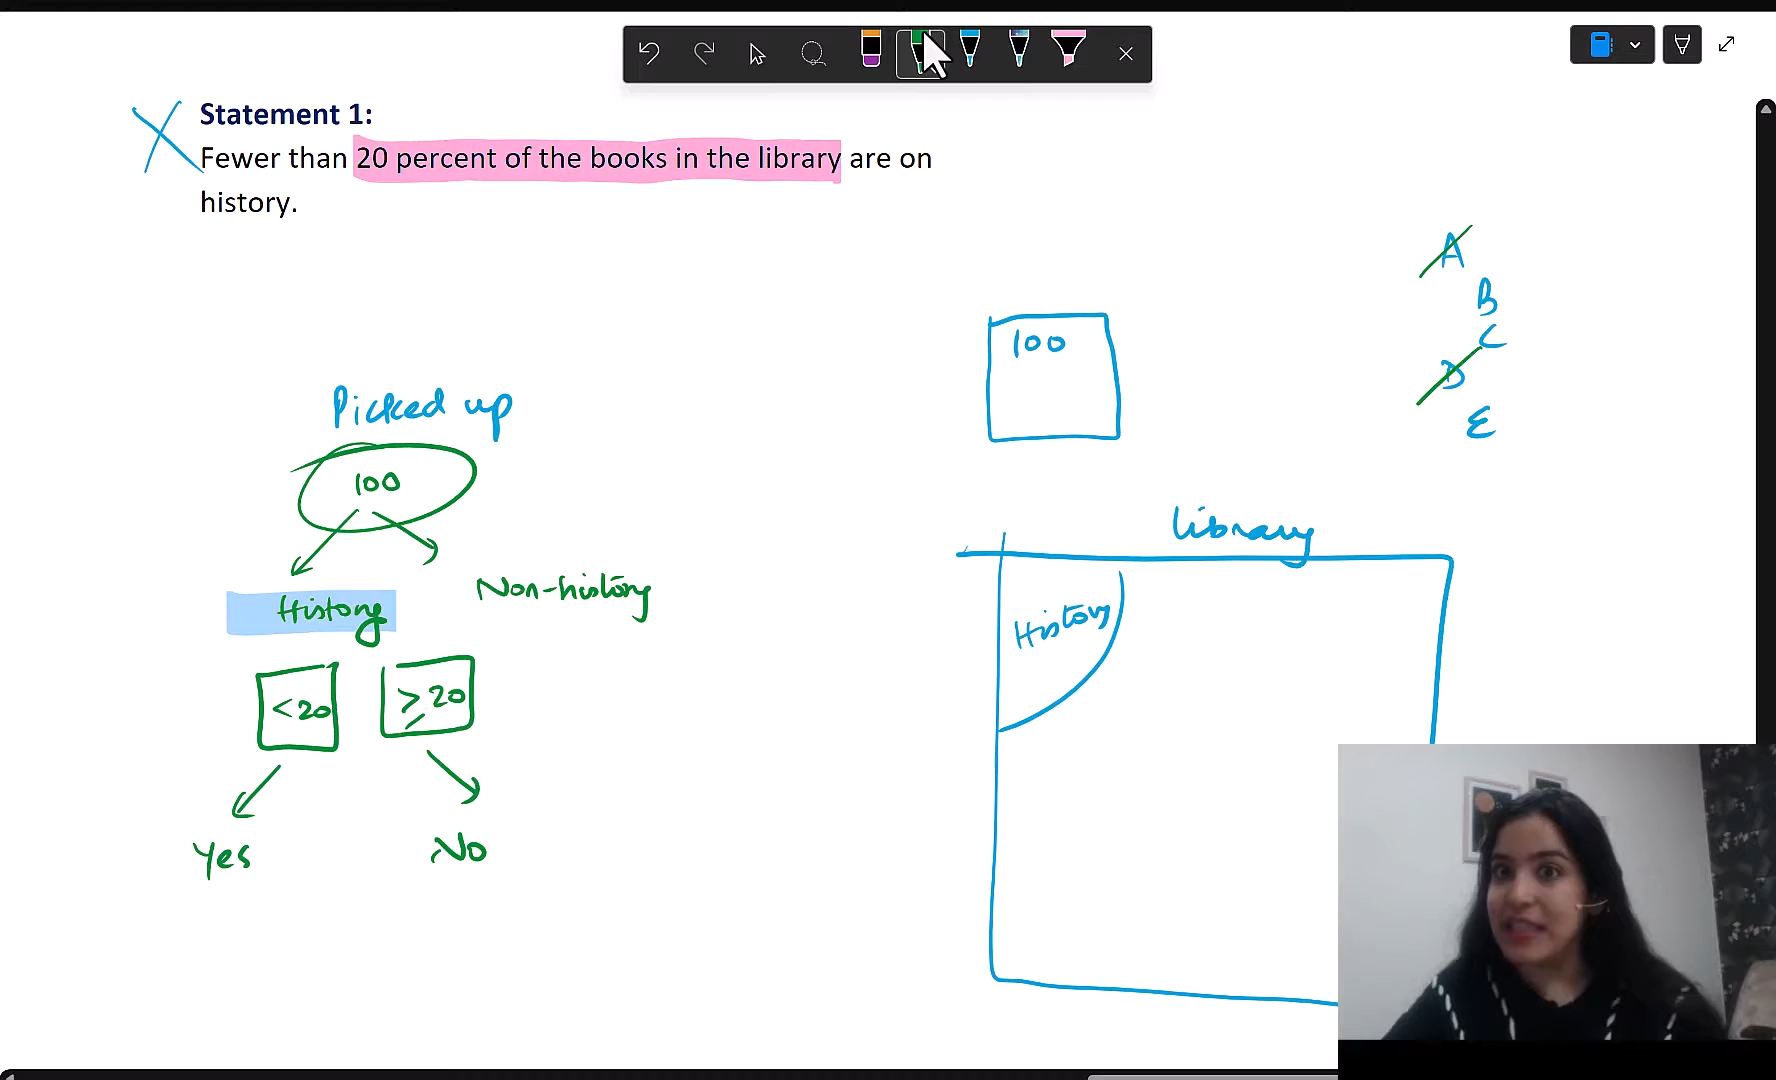 Statement 1:
Fewer than 20 percent of the books in the library are on
history.
A
B
100
C
D
Picked up
E
100
library
History
Non-history
History
<20
≥20
Yes
No